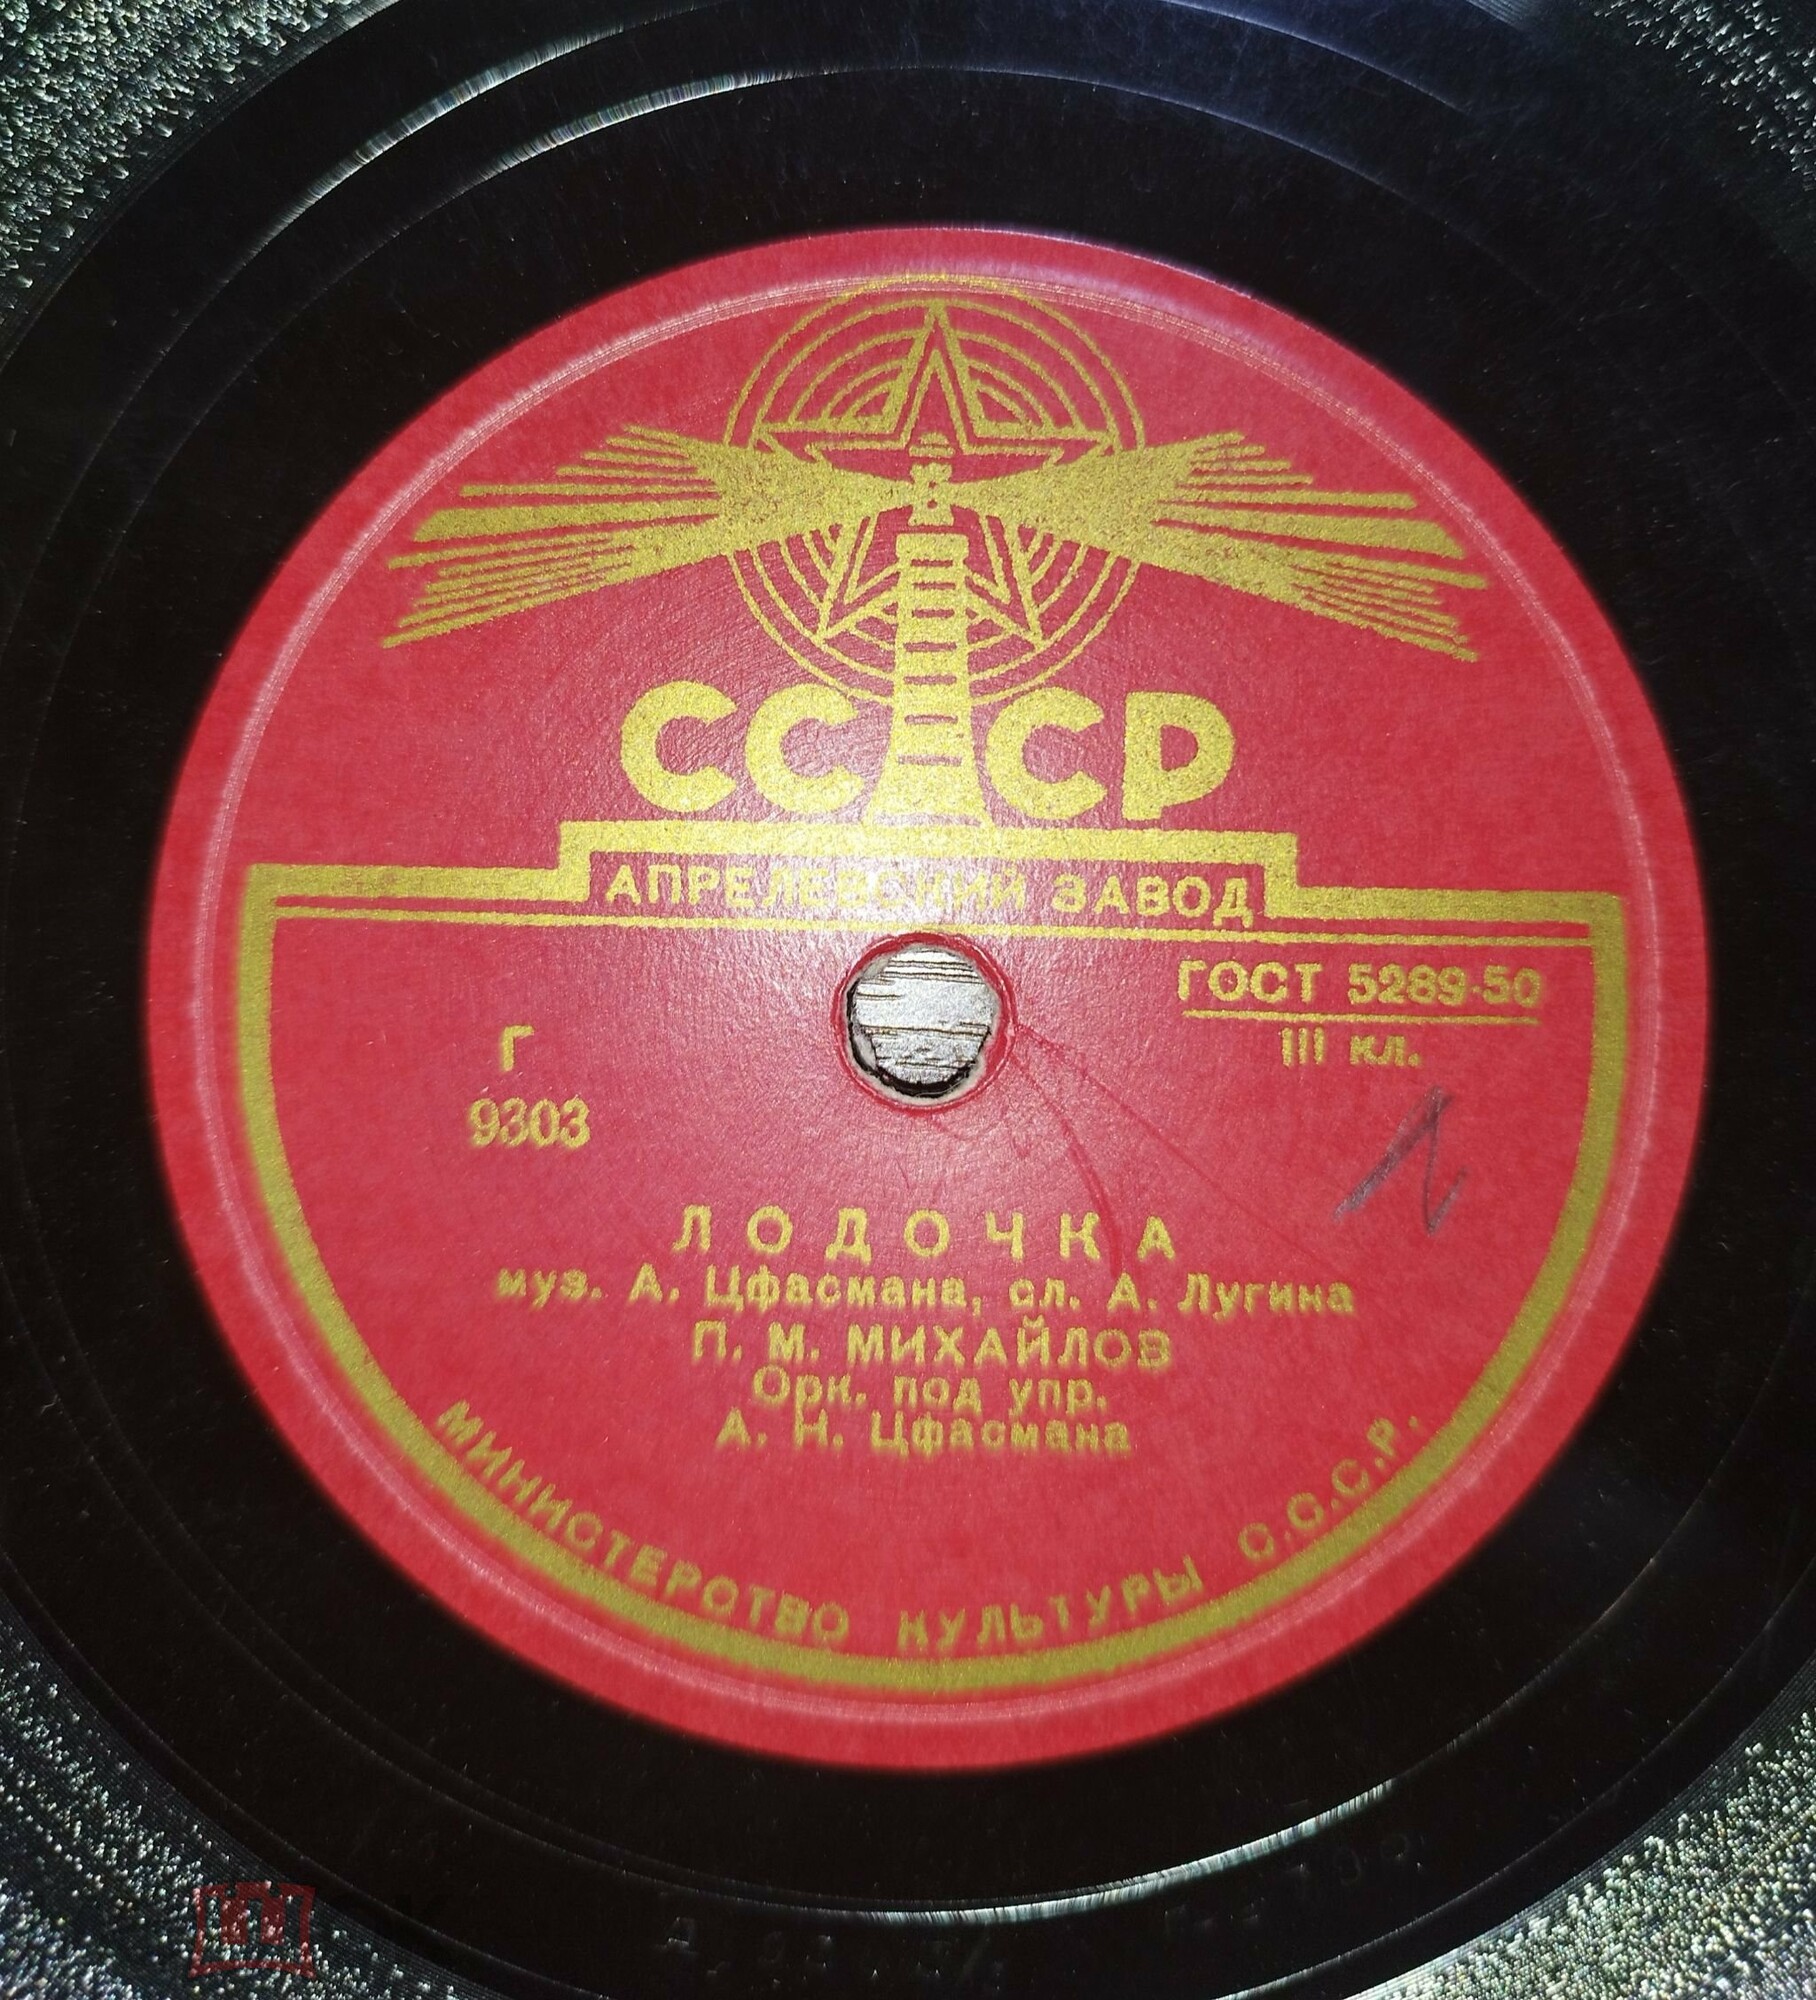 СССР
АПРЕЛЕВСКИЙ ЗАВОД
ГОСТ 5289-50
III кл.
Г
9303
ЛОДОЧКА
муз. А. Цфасмана, сл. А. Лугина
П. М. МИХАЙЛОВ
Орк. под упр.
А. Н. Цфасмана
МИНИСТЕРСТВО КУЛЬТУРЫ С.С.С.Р.